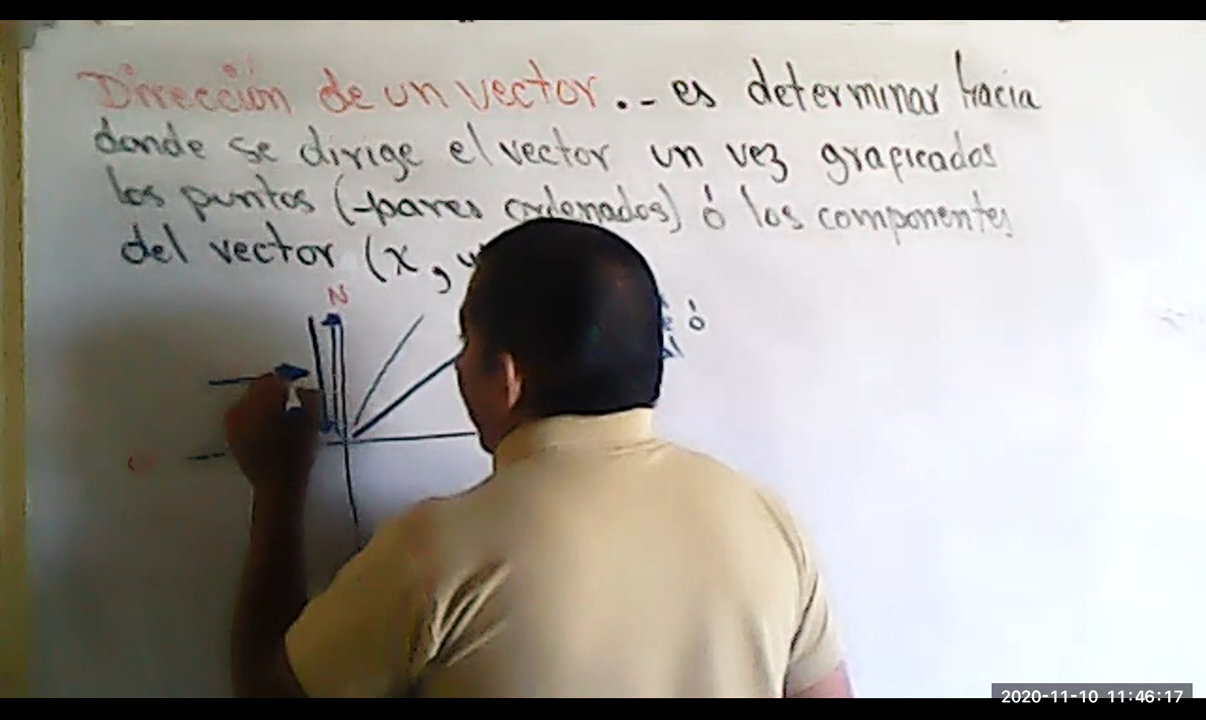 Dirección de un vector.- es determinar hacia
donde se dirige el vector un vez graficados
los puntos (-pares ordenados) ó los componentes
del vector (x,
N
ó
2020-11-10 11:46:17